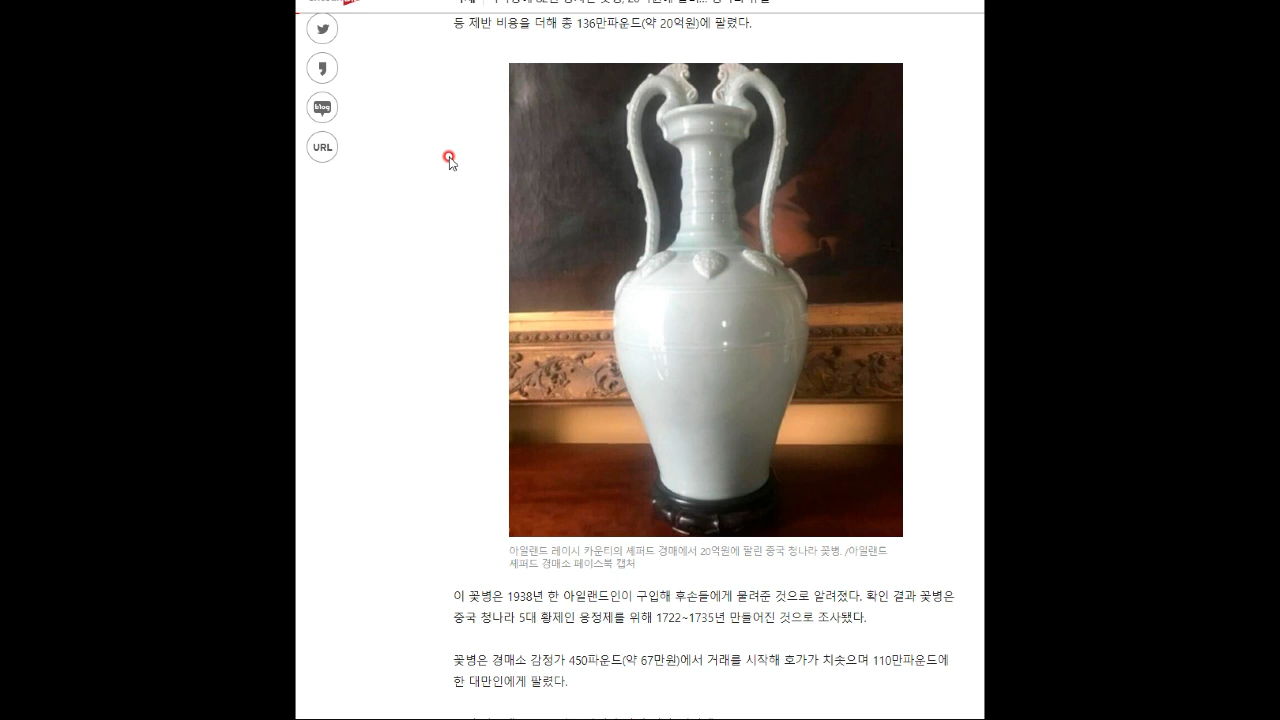 등 제반 비용을 더해 총 136만파운드(약 20억원)에 팔렸다.
blog
URL
아일랜드 레이시 카운티의 셰퍼드 경매에서 20억원에 팔린 중국 청나라 꽃병. /아일랜드
셰퍼드 경매소 페이스북 캡처
이 꽃병은 1938년 한 아일랜드인이 구입해 후손들에게 물려준 것으로 알려졌다. 확인 결과 꽃병은
중국 청나라 5대 황제인 옹정제를 위해 1722~1735년 만들어진 것으로 조사됐다.
꽃병은 경매소 감정가 450파운드(약 67만원)에서 거래를 시작해 호가가 치솟으며 110만파운드에
한 대만인에게 팔렸다.